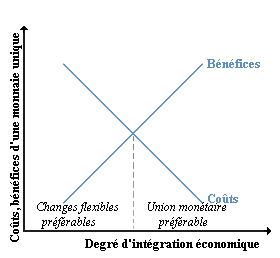 Coûts, bénéfices d'une monnaie unique
Bénéfices
Coûts
Changes flexibles
préférables
Union monétaire
préférable
Degré d'intégration économique